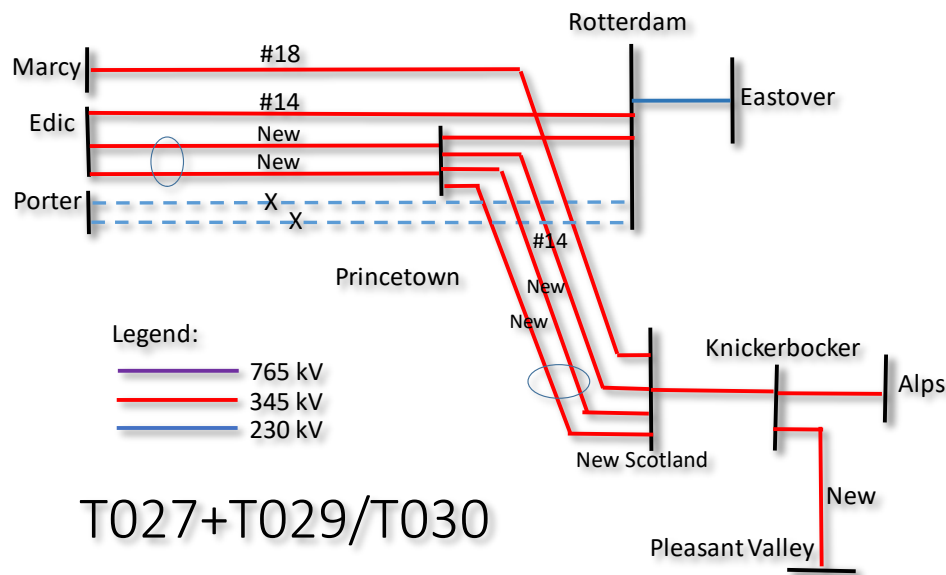 Rotterdam
#18
Marcy
Eastover
#14
Edic
New
New
Porter
X
X
#14
Princetown
New
New
Legend:
765 kV
345 kV
230 kV
Knickerbocker
Alps
New Scotland
New
T027+T029/T030
Pleasant Valley